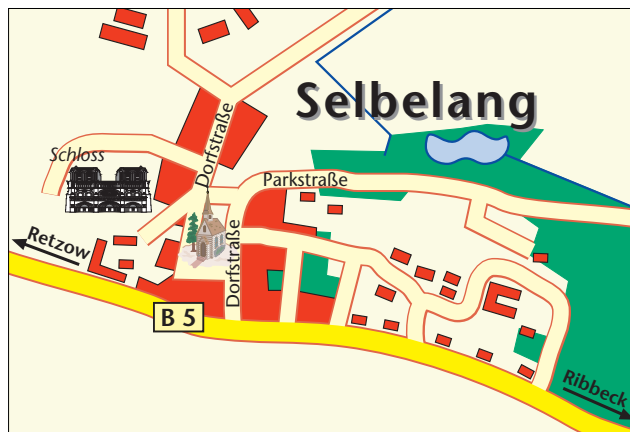 Selbelang
Dorfstraße
Schloss
Parkstraße
Dorfstraße
Retzow
B 5
Ribbeck